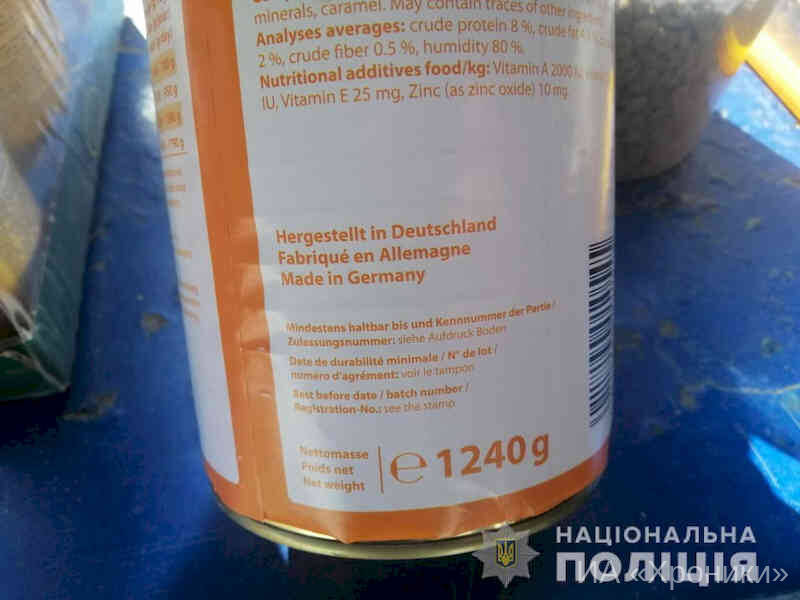 minerals, caramel. May contain traces of other
Analyses averages: crude protein 8 %, crude fat
2 %, crude fiber 0.5 %, humidity 80 %.
Nutritional additives food/kg: Vitamin A 2000
IU, Vitamin E 25 mg, Zinc (as zinc oxide) 10 mg
Hergestellt in Deutschland
Fabriqué en Allemagne
Made in Germany
Mindestens haltbar bis und Kennnummer der Partie /
Zulassungsnummer: siehe Aufdruck Boden
Date de durabilité minimale / N° de lot /
numéro d'agrément: voir le tampon
Best before date / batch number /
Registration-No.: see the stamp
Nettomasse
Poids net
Net weight
e 1240 g
НАЦІОНАЛЬНА
ПОЛІЦІЯ
ИА «Хроники»